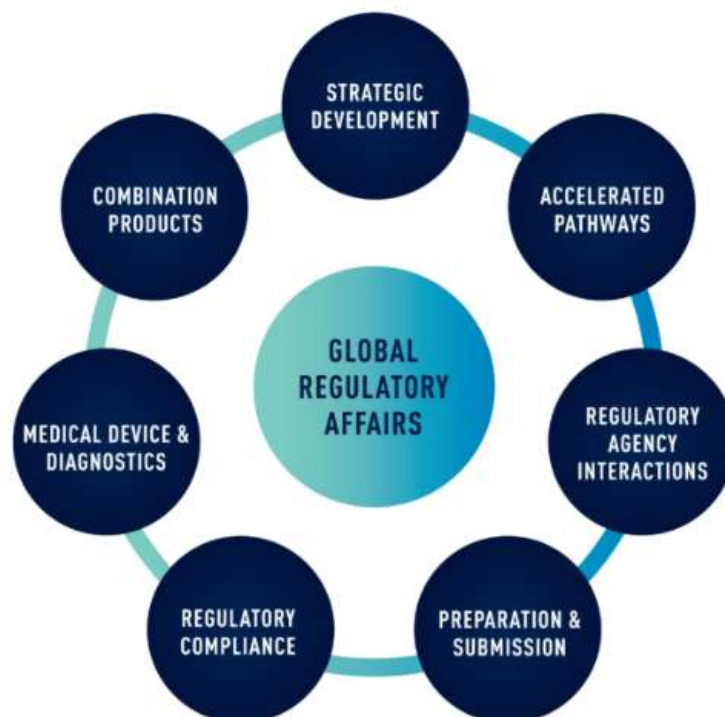 STRATEGIC
DEVELOPMENT
ACCELERATED
PATHWAYS
REGULATORY
AGENCY
INTERACTIONS
PREPARATION &
SUBMISSION
REGULATORY
COMPLIANCE
MEDICAL DEVICE &
DIAGNOSTICS
COMBINATION
PRODUCTS
GLOBAL
REGULATORY
AFFAIRS